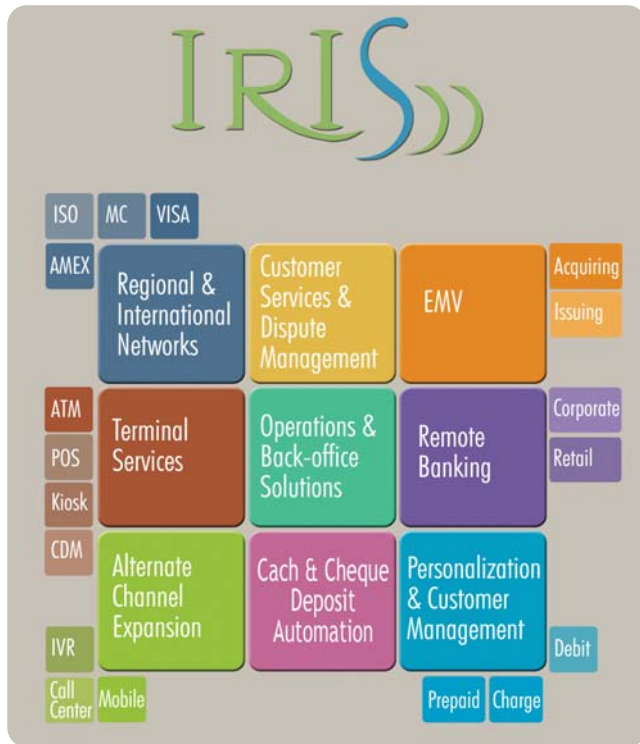 IRIS
ISO
MC
VISA
AMEX
Regional &
International
Networks
Customer
Services &
Dispute
Management
EMV
Acquiring
Issuing
ATM
POS
Kiosk
CDM
Terminal
Services
Operations &
Back-office
Solutions
Remote
Banking
Corporate
Retail
Alternate
Channel
Expansion
Cach & Cheque
Deposit
Automation
Personalization
& Customer
Management
IVR
Call
Center
Mobile
Debit
Prepaid
Charge